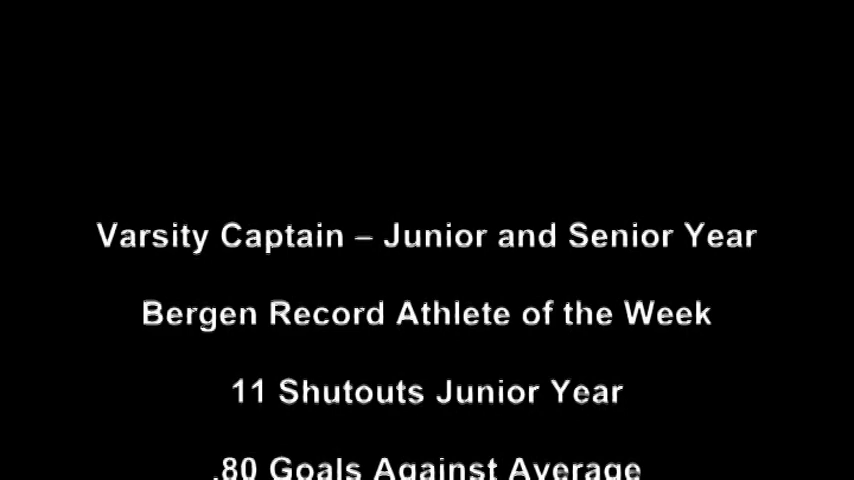 Varsity Captain – Junior and Senior Year
Bergen Record Athlete of the Week
11 Shutouts Junior Year
.80 Goals Against Average